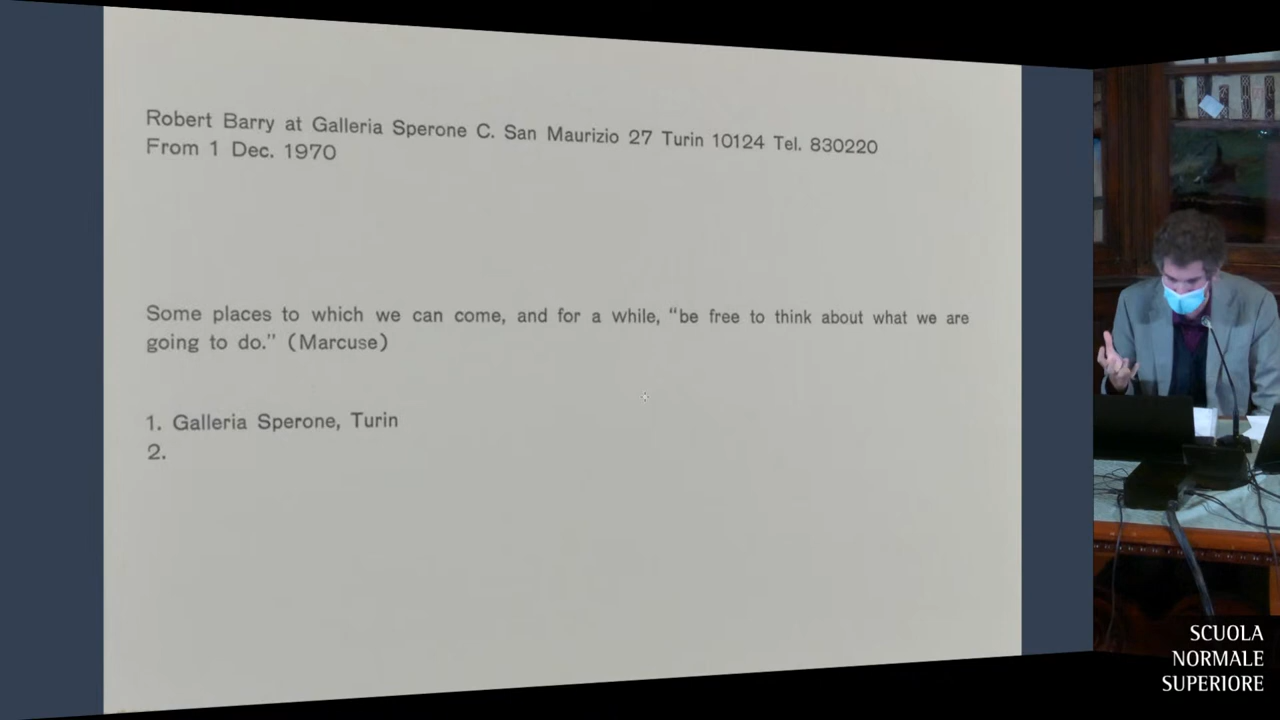 Robert Barry at Galleria Sperone C. San Maurizio 27 Turin 10124 Tel. 830220
From 1 Dec. 1970
Some places to which we can come, and for a while, “be free to think about what we are
going to do.” (Marcuse)
1. Galleria Sperone, Turin
2.
SCUOLA
NORMALE
SUPERIORE